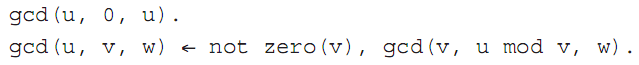 gcd(u, 0, u).
gcd(u, v, w) ← not zero(v), gcd(v, u mod v, w).